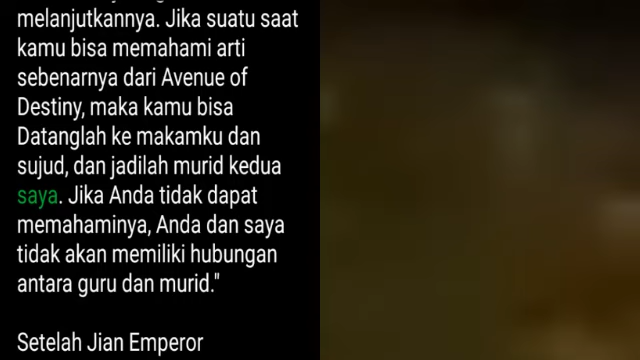 melanjutkannya. Jika suatu saat
kamu bisa memahami arti
sebenarnya dari Avenue of
Destiny, maka kamu bisa
Datanglah ke makamku dan
sujud, dan jadilah murid kedua
saya. Jika Anda tidak dapat
memahaminya, Anda dan saya
tidak akan memiliki hubungan
antara guru dan murid."
Setelah Jian Emperor